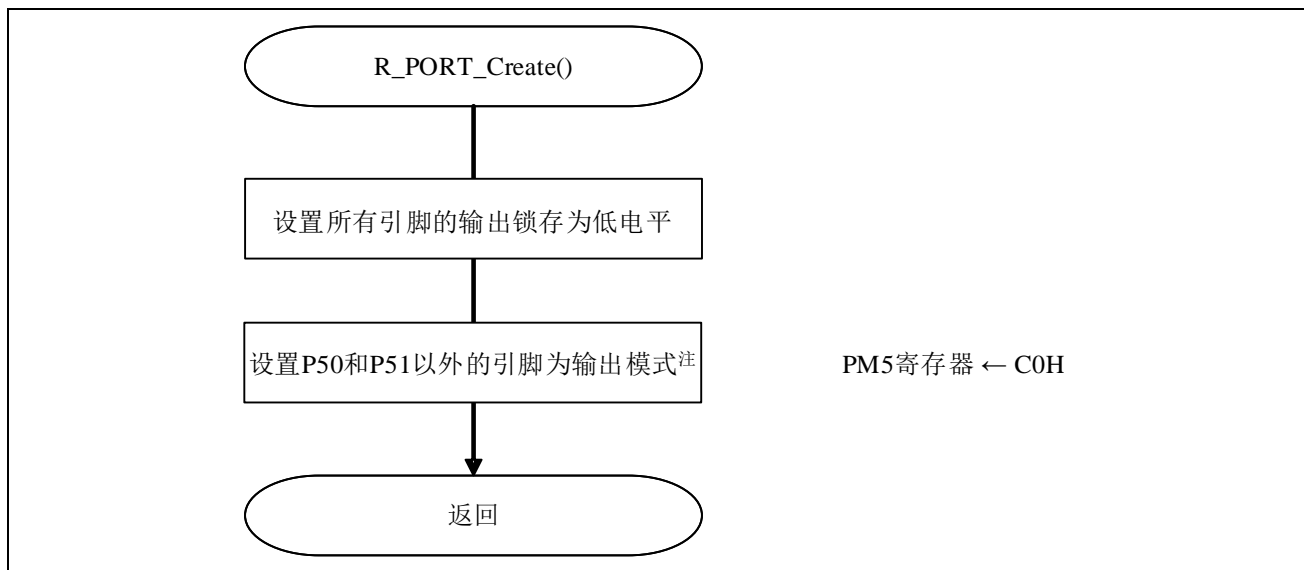 R_PORT_Create()
设置所有引脚的输出锁存为低电平
设置P50和P51以外的引脚为输出模式注
PM5寄存器 ← C0H
返回